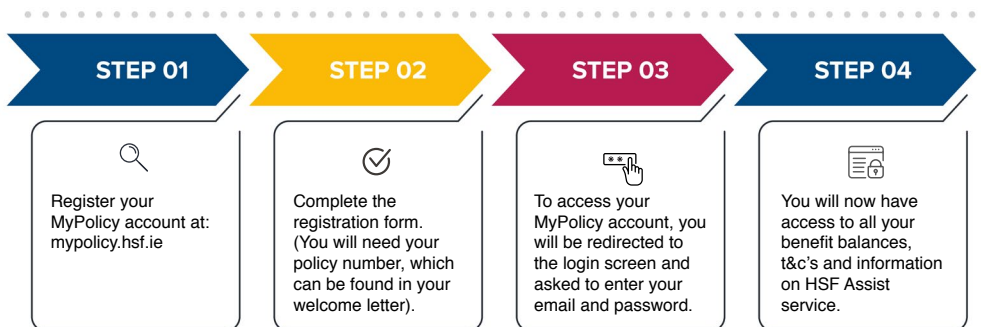 STEP 01
Register your
MyPolicy account at:
mypolicy.hsf.ie
STEP 02
Complete the
registration form.
(You will need your
policy number, which
can be found in your
welcome letter).
STEP 03
To access your
MyPolicy account, you
will be redirected to
the login screen and
asked to enter your
email and password.
STEP 04
You will now have
access to all your
benefit balances,
t&c's and information
on HSF Assist
service.